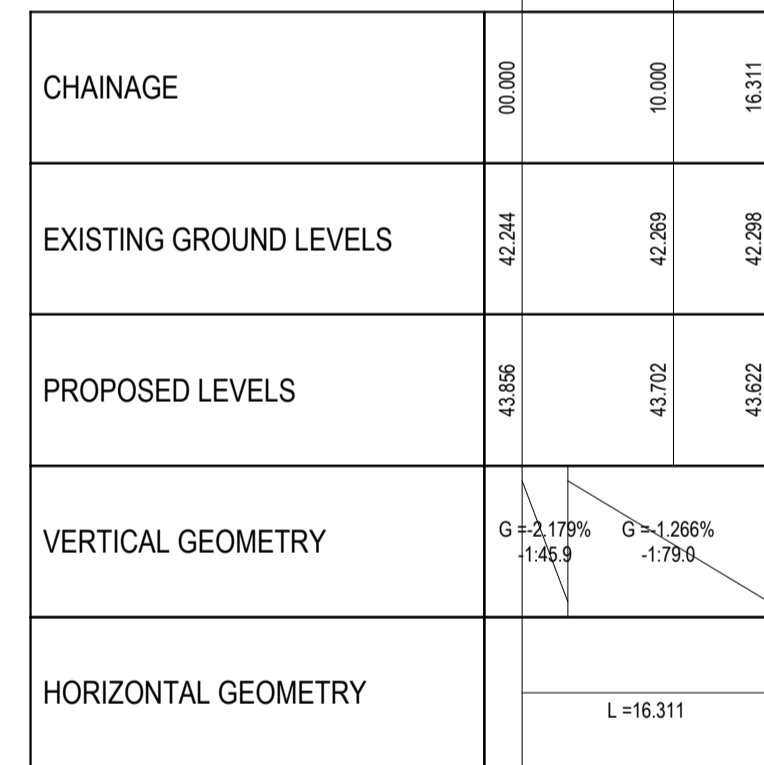 CHAINAGE 00.000 10.000 16.311
EXISTING GROUND LEVELS 42.244 42.269 42.298
PROPOSED LEVELS 43.856 43.702 43.622
VERTICAL GEOMETRY
G =-2.179% G =-1.266%
-1:45.9 -1:79.0
HORIZONTAL GEOMETRY
L =16.311